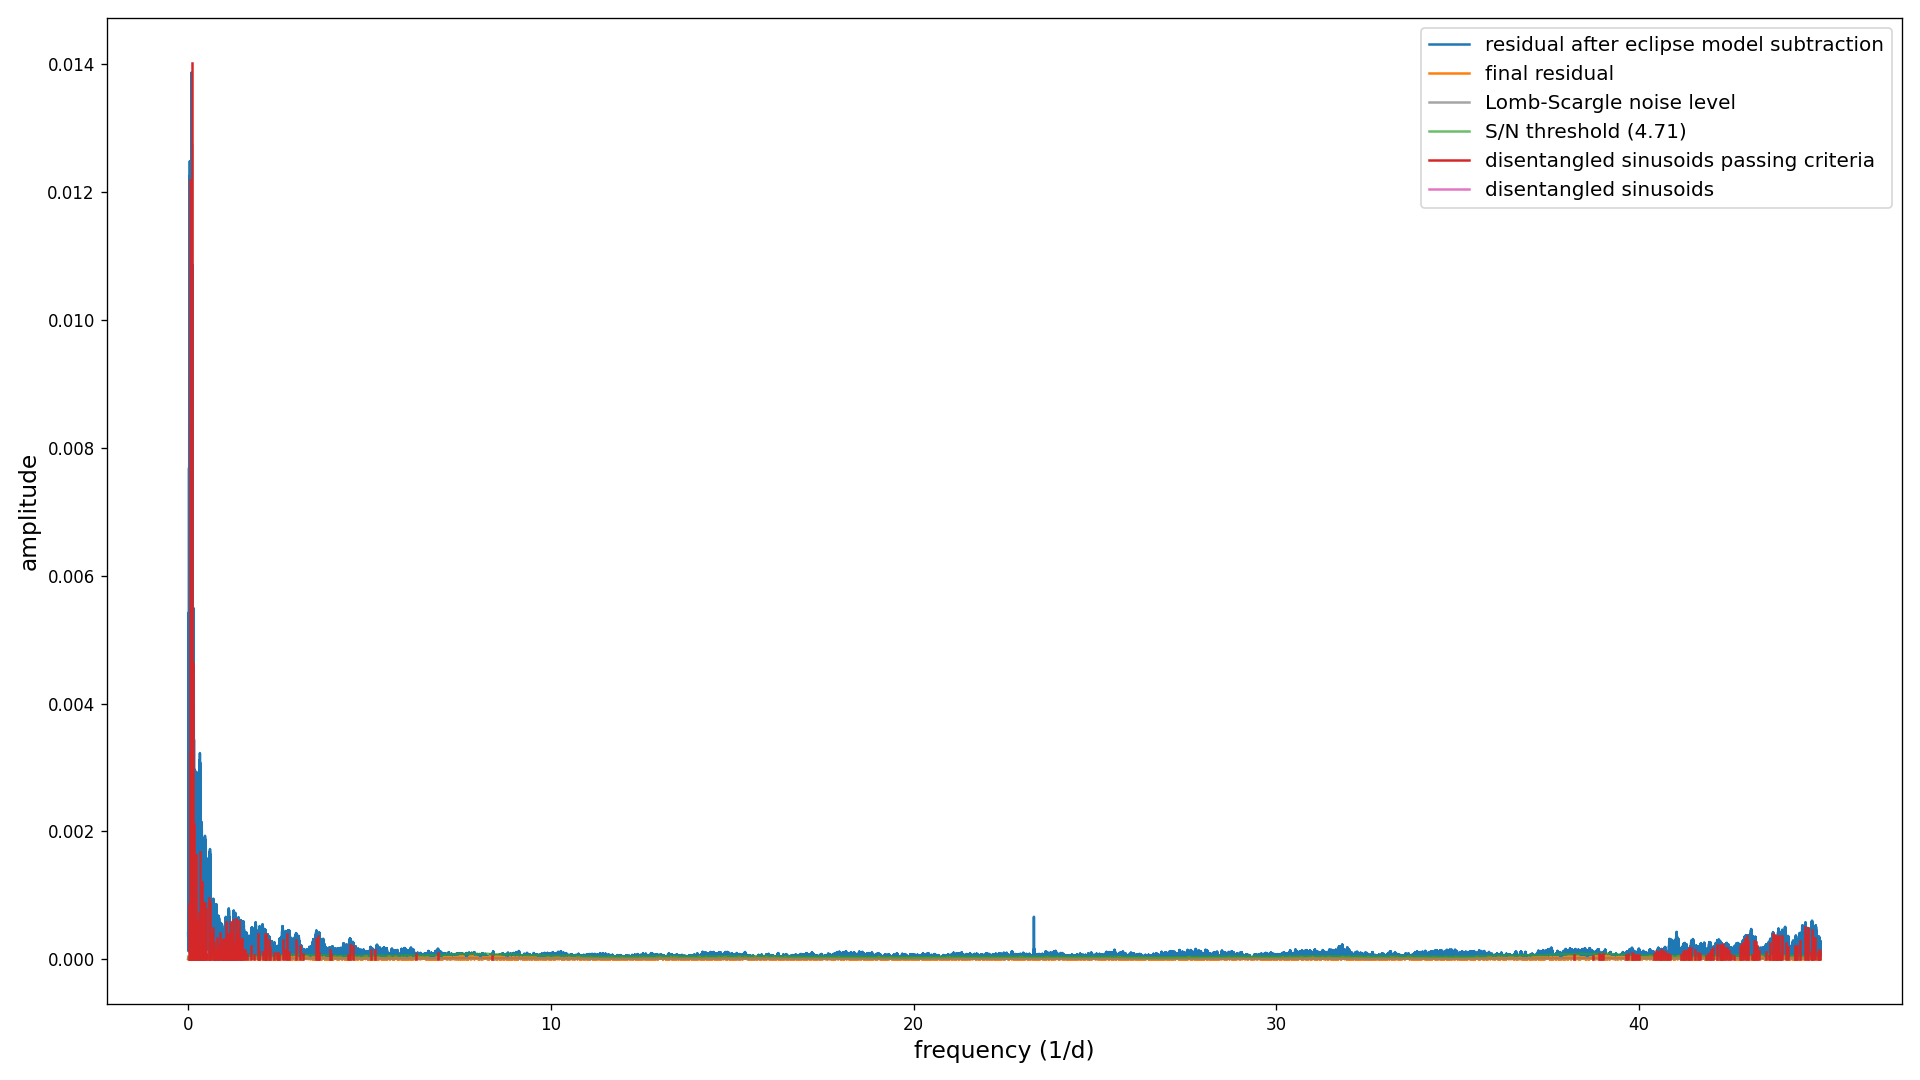 residual after eclipse model subtraction
final residual
Lomb-Scargle noise level
S/N threshold (4.71)
disentangled sinusoids passing criteria
disentangled sinusoids
0.014
0.012
0.010
0.008
0.006
0.004
0.002
0.000
amplitude
0 10 20 30 40
frequency (1/d)